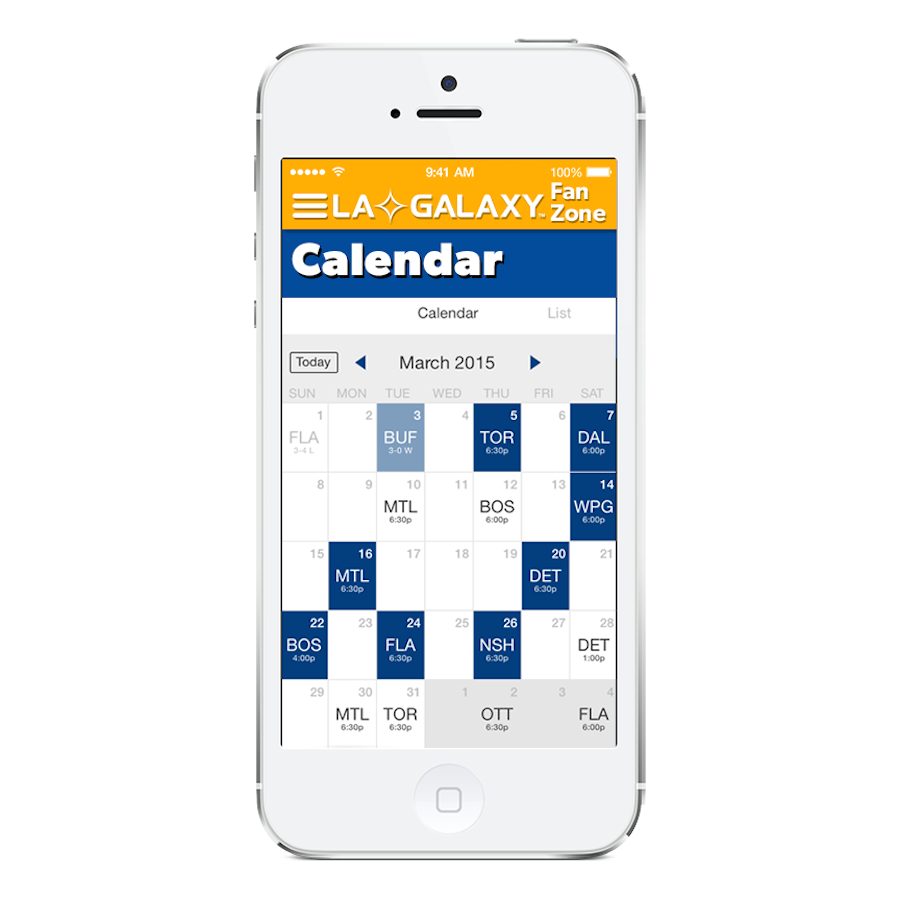 9:41 AM 100%
LA GALAXY™ Fan Zone
Calendar
Calendar List
Today March 2015
SUN MON TUE WED THU FRI SAT
1 2 3 4 5 6 7
FLA BUF TOR DAL
3-4 L 3-0 W 6:30p 6:00p
8 9 10 11 12 13 14
MTL BOS WPG
6:30p 6:00p 6:00p
15 16 17 18 19 20 21
MTL DET
6:30p 6:30p
22 23 24 25 26 27 28
BOS FLA NSH DET
4:00p 6:30p 6:30p 1:00p
29 30 31 1 2 3 4
MTL TOR OTT FLA
6:30p 6:30p 6:30p 6:30p